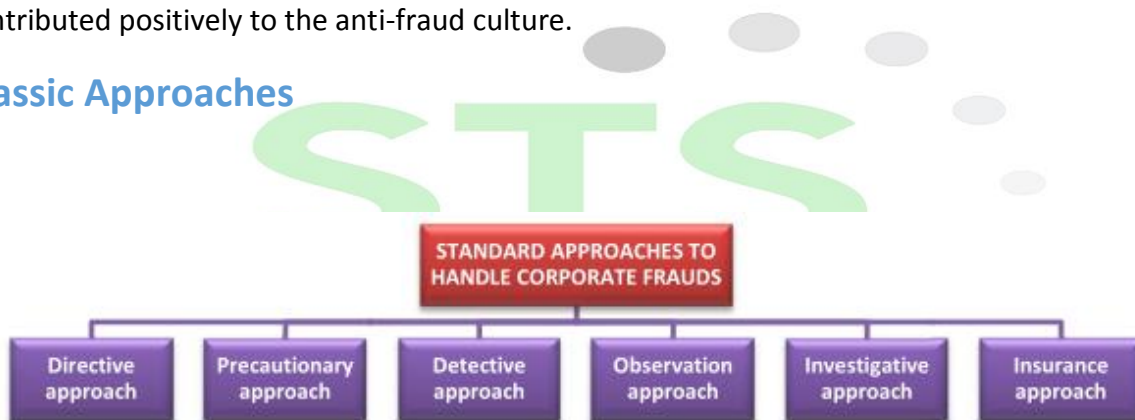 ntributed positively to the anti-fraud culture.
assic Approaches
STS
STANDARD APPROACHES TO
HANDLE CORPORATE FRAUDS
Directive
approach
Precautionary
approach
Detective
approach
Observation
approach
Investigative
approach
Insurance
approach